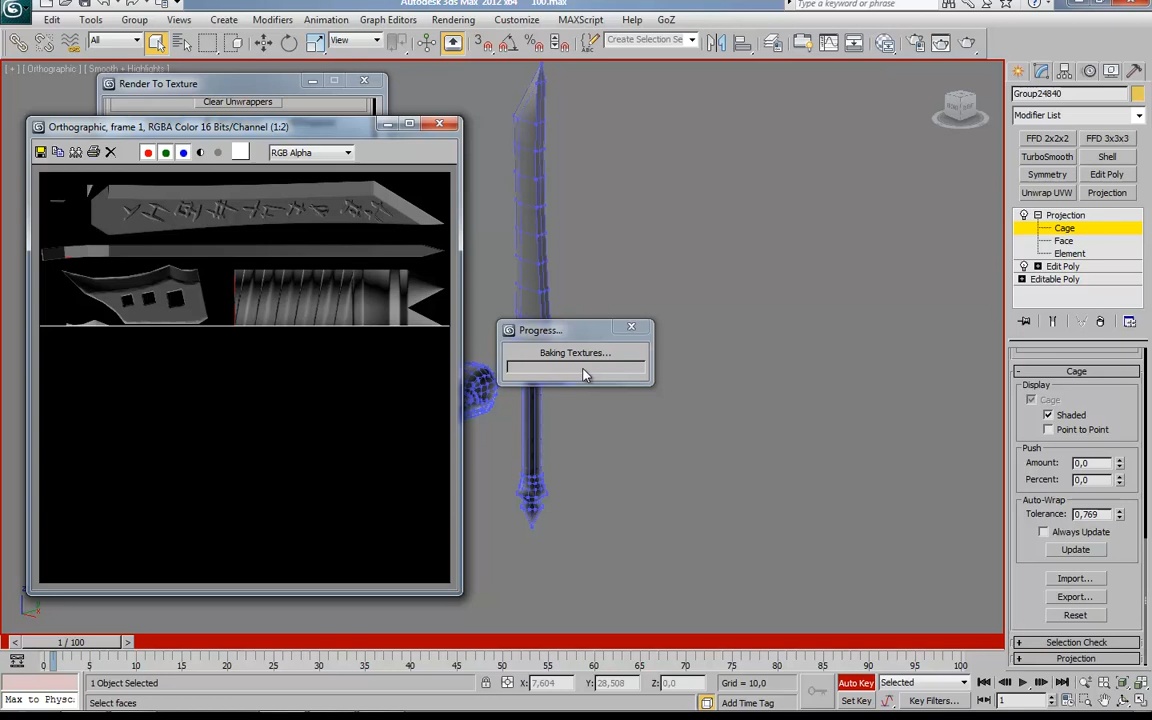 Autodesk 3ds Max 2012 x64    100.max
Type a keyword or phrase
Edit Tools Group Views Create Modifiers Animation Graph Editors Rendering Customize MAXScript Help GoZ
All View 3 Create Selection Se
[ + ] [ Orthographic ] [ Smooth + Highlights ]
Render To Texture
Clear Unwrappers
Orthographic, frame 1, RGBA Color 16 Bits/Channel (1:2)
RGB Alpha
Progress...
Baking Textures...
Group24840
Modifier List
FFD 2x2x2 FFD 3x3x3
TurboSmooth Shell
Symmetry Edit Poly
Unwrap UVW Projection
Projection
Cage
Face
Element
Edit Poly
Editable Poly
- Cage
Display
Cage
Shaded
Point to Point
Push
Amount: 0,0
Percent: 0,0
Auto-Wrap
Tolerance: 0,769
Always Update
Update
Import...
Export...
Reset
+ Selection Check
+ Projection
< 1 / 100 >
0 5 10 15 20 25 30 35 40 45 50 55 60 65 70 75 80 85 90 95 100
1 Object Selected X: 7,604 Y: 28,508 Z: 0,0 Grid = 10,0 Auto Key Selected
Max to Physc Select faces Add Time Tag Set Key Key Filters... 1